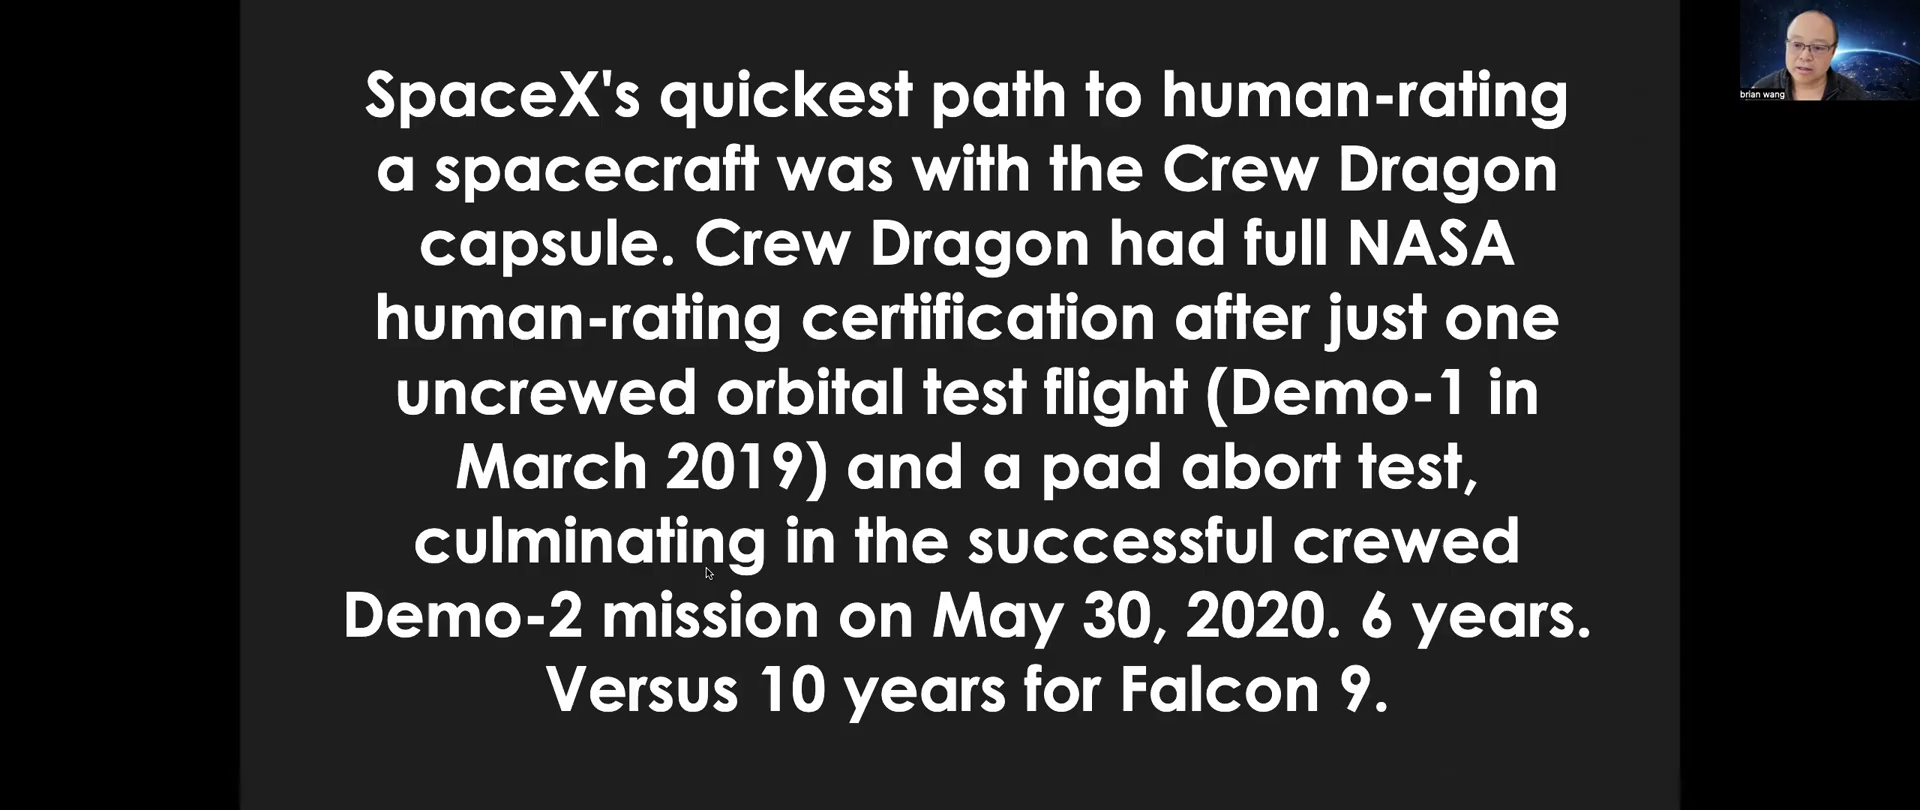 SpaceX's quickest path to human-rating
a spacecraft was with the Crew Dragon
capsule. Crew Dragon had full NASA
human-rating certification after just one
uncrewed orbital test flight (Demo-1 in
March 2019) and a pad abort test,
culminating in the successful crewed
Demo-2 mission on May 30, 2020. 6 years.
Versus 10 years for Falcon 9.
brian wang